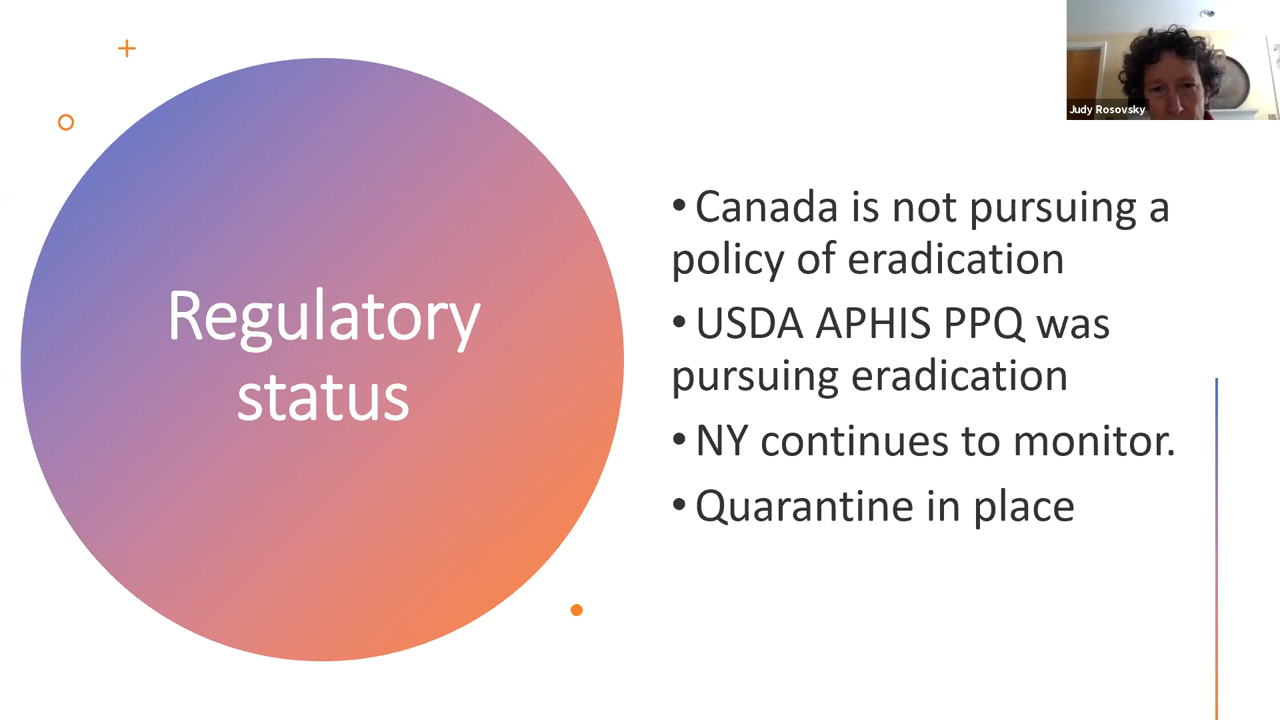 Judy Rosovsky
Regulatory
status
• Canada is not pursuing a
policy of eradication
• USDA APHIS PPQ was
pursuing eradication
• NY continues to monitor.
• Quarantine in place